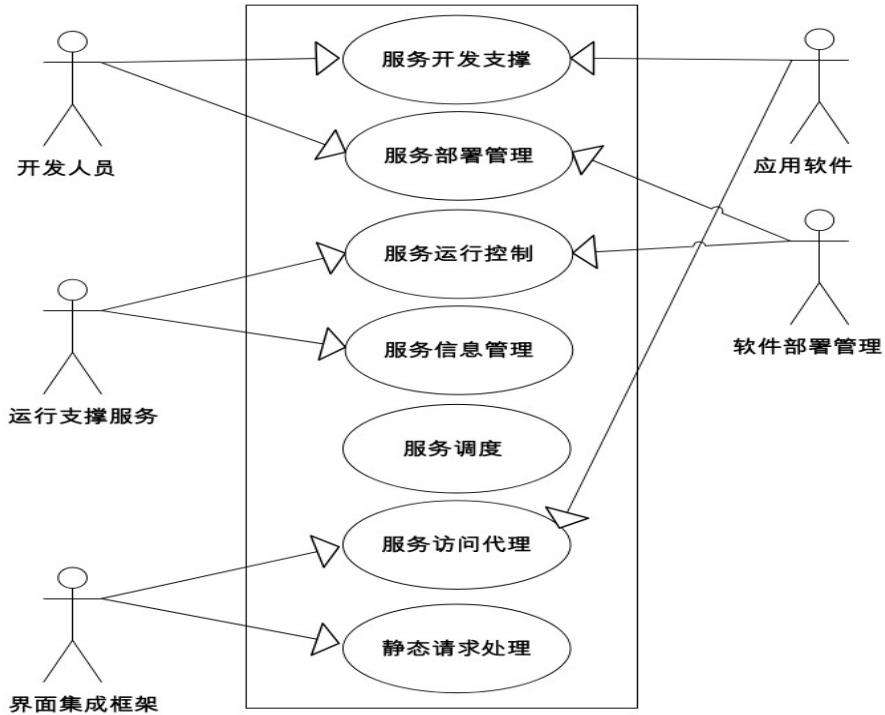 服务开发支撑
服务部署管理
开发人员
应用软件
服务运行控制
服务信息管理
软件部署管理
运行支撑服务
服务调度
服务访问代理
静态请求处理
界面集成框架